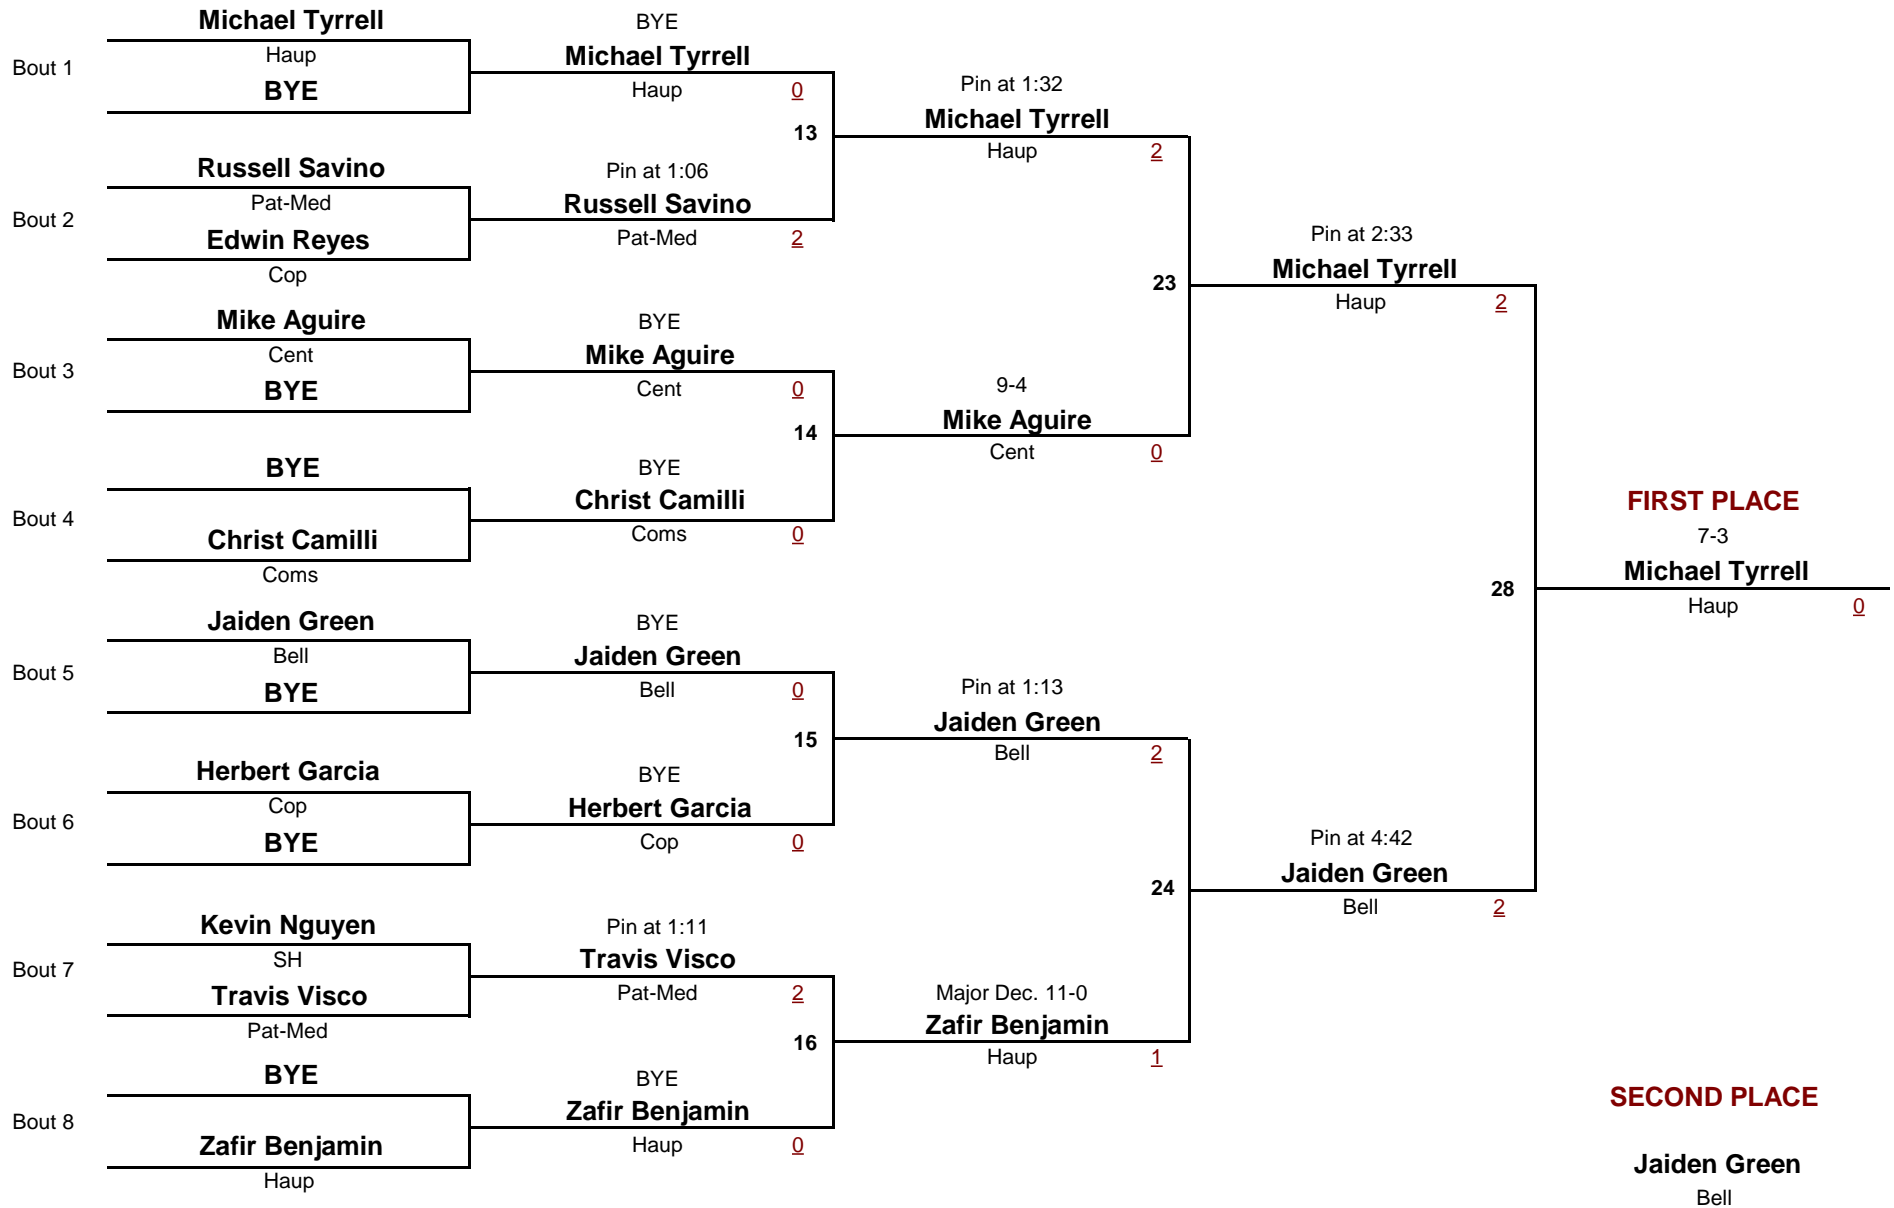 Michael Tyrrell
Bout 1
Haup
BYE
BYE
Michael Tyrrell
Haup 0
13
Russell Savino
Bout 2
Pat-Med
Edwin Reyes
Cop
Pin at 1:06
Russell Savino
Pat-Med 2
Pin at 1:32
Michael Tyrrell
Haup 2
23
Mike Aguire
Bout 3
Cent
BYE
BYE
Mike Aguire
Cent 0
14
BYE
Bout 4
Christ Camilli
Coms
BYE
Christ Camilli
Coms 0
9-4
Mike Aguire
Cent 0
Pin at 2:33
Michael Tyrrell
Haup 2
28
Jaiden Green
Bout 5
Bell
BYE
BYE
Jaiden Green
Bell 0
15
Herbert Garcia
Bout 6
Cop
BYE
BYE
Herbert Garcia
Cop 0
Pin at 1:13
Jaiden Green
Bell 2
24
Kevin Nguyen
Bout 7
SH
Travis Visco
Pat-Med
Pin at 1:11
Travis Visco
Pat-Med 2
16
BYE
Bout 8
Zafir Benjamin
Haup
BYE
Zafir Benjamin
Haup 0
Major Dec. 11-0
Zafir Benjamin
Haup 1
Pin at 4:42
Jaiden Green
Bell 2
FIRST PLACE
7-3
Michael Tyrrell
Haup 0
SECOND PLACE
Jaiden Green
Bell